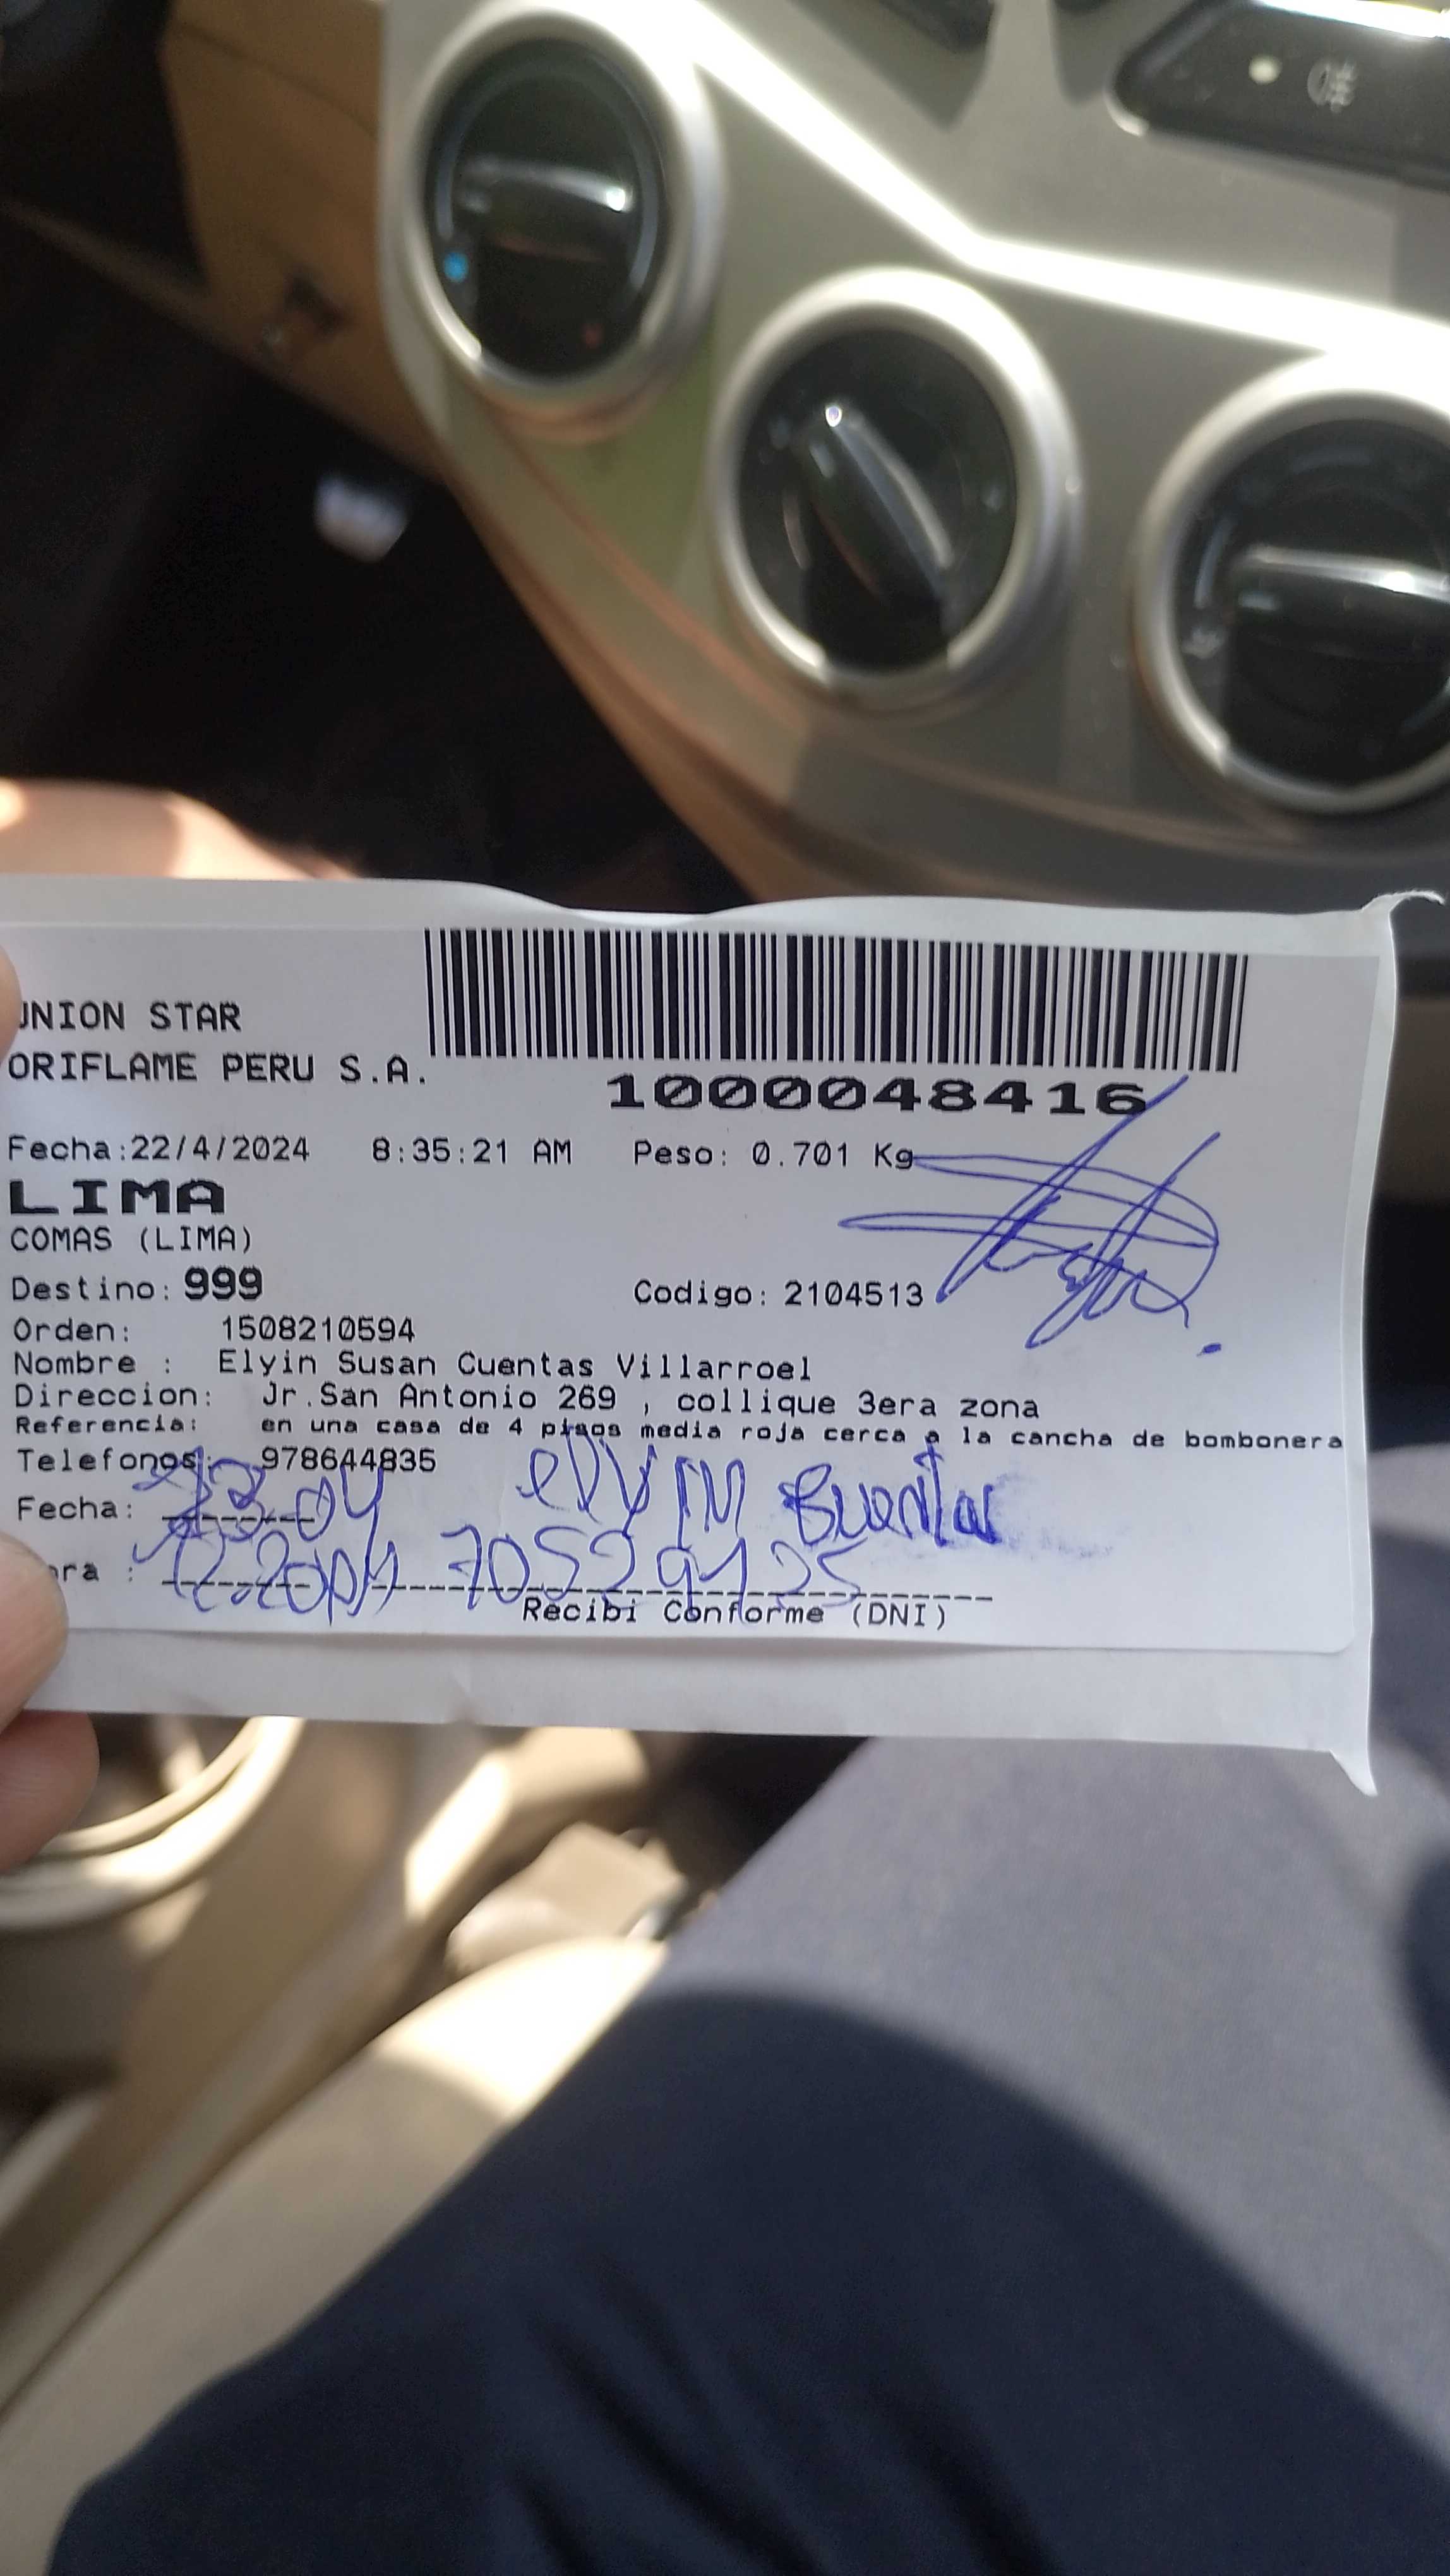 UNION STAR
ORIFLAME PERU S.A.
1000048416
Fecha:22/4/2024 8:35:21 AM Peso: 0.701 Kg
LIMA
COMAS (LIMA)
Destino: 999 Codigo: 2104513
Orden: 1508210594
Nombre : Elyin Susan Cuentas Villarroel
Direccion: Jr.San Antonio 269 , collique 3era zona
Referencia: en una casa de 4 pisos media roja cerca a la cancha de bombonera
Telefonos: 978644835
Fecha: 23-04
ora : 12:20pm
Recibi Conforme (DNI)